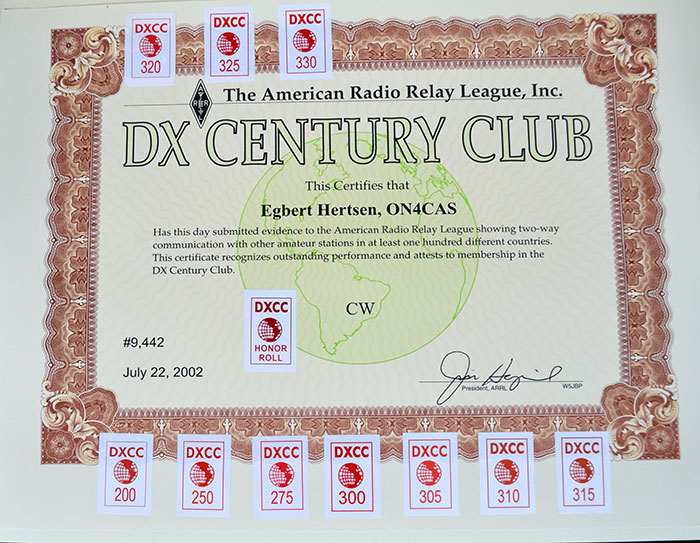 DXCC
320
DXCC
325
DXCC
330
ARRL
The American Radio Relay League, Inc.
DX CENTURY CLUB
This Certifies that
Egbert Hertsen, ON4CAS
Has this day submitted evidence to the American Radio Relay League showing two-way
communication with other amateur stations in at least one hundred different countries.
This certificate recognizes outstanding performance and attests to membership in the
DX Century Club.
DXCC
HONOR
ROLL
CW
#9,442
July 22, 2002
President, ARRL
W5JBP
DXCC
200
DXCC
250
DXCC
275
DXCC
300
DXCC
305
DXCC
310
DXCC
315